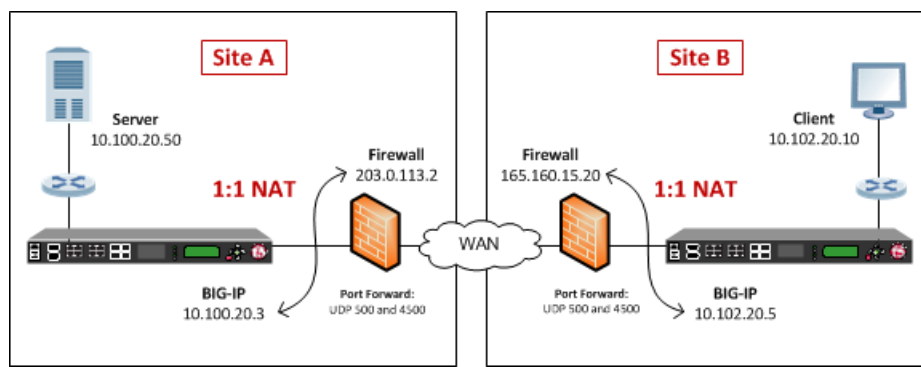 Site A
Server
10.100.20.50
1:1 NAT
Firewall
203.0.113.2
BIG-IP
10.100.20.3
Port Forward:
UDP 500 and 4500
WAN
Site B
Client
10.102.20.10
Firewall
165.160.15.20
1:1 NAT
Port Forward:
UDP 500 and 4500
BIG-IP
10.102.20.5